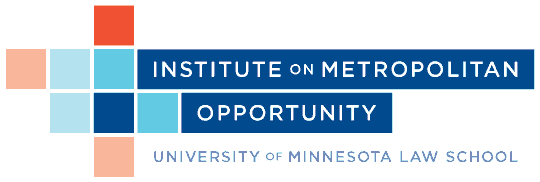 INSTITUTE ON METROPOLITAN
OPPORTUNITY
UNIVERSITY OF MINNESOTA LAW SCHOOL